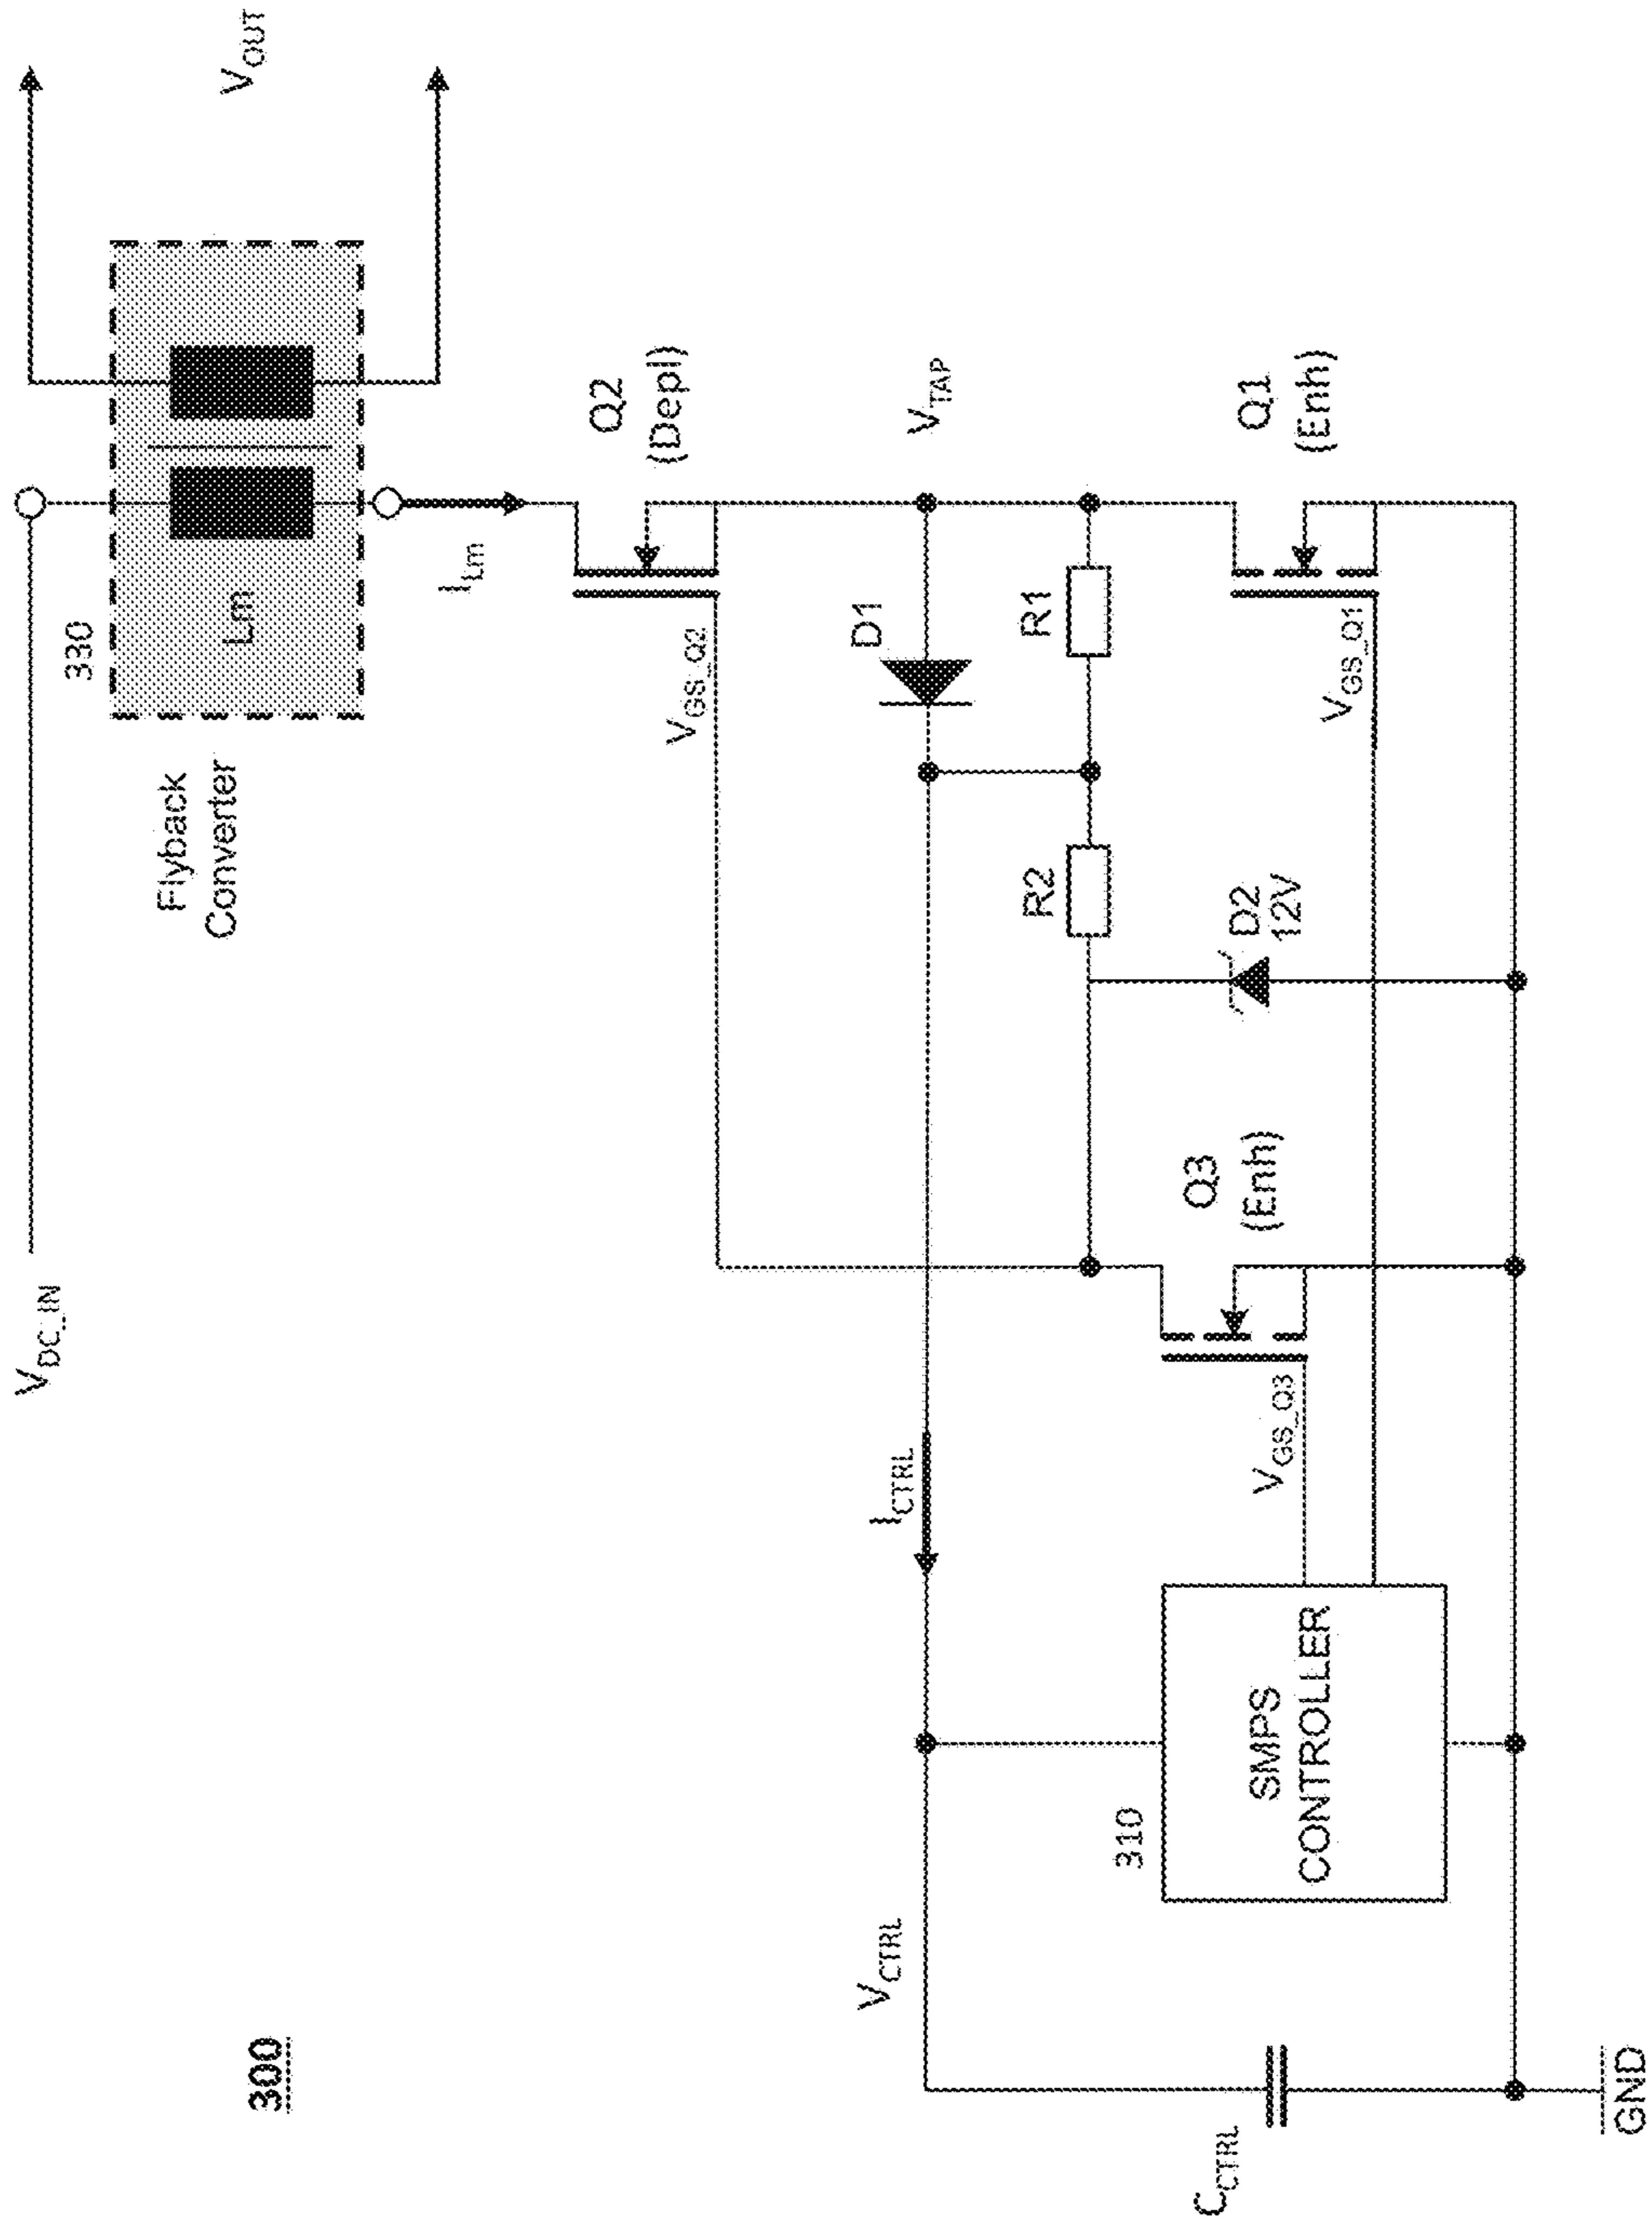 300
V_DC_IN
Flyback
Converter
330
Lm
V_OUT
I_Lm
Q2
(Depl)
V_GS_Q2
V_TAP
D1
R1
R2
D2
12V
Q1
(Enh)
V_GS_Q1
Q3
(Enh)
V_GS_Q3
I_CTRL
V_CTRL
310
SMPS
CONTROLLER
C_CTRL
GND